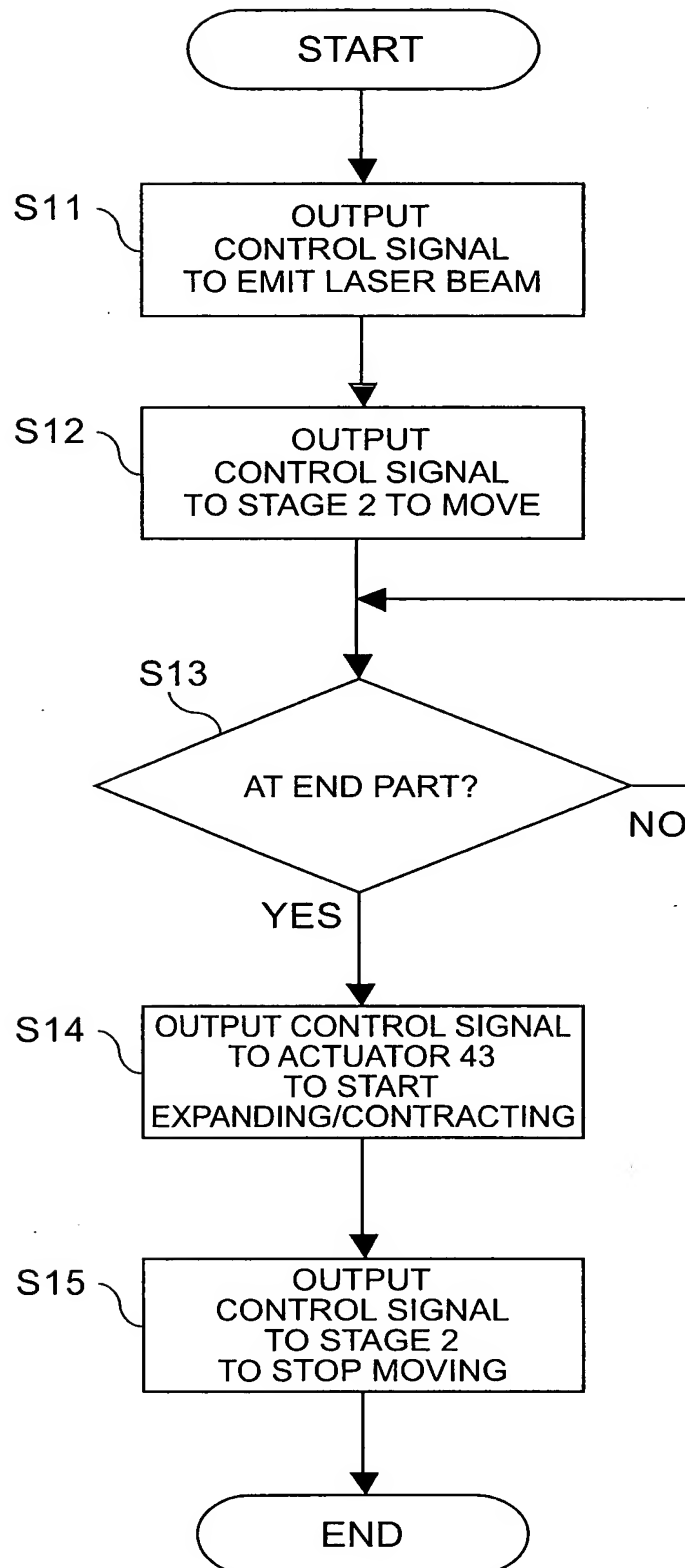 START
S11
OUTPUT
CONTROL SIGNAL
TO EMIT LASER BEAM
S12
OUTPUT
CONTROL SIGNAL
TO STAGE 2 TO MOVE
S13
AT END PART?
NO
YES
S14
OUTPUT CONTROL SIGNAL
TO ACTUATOR 43
TO START
EXPANDING/CONTRACTING
S15
OUTPUT
CONTROL SIGNAL
TO STAGE 2
TO STOP MOVING
END